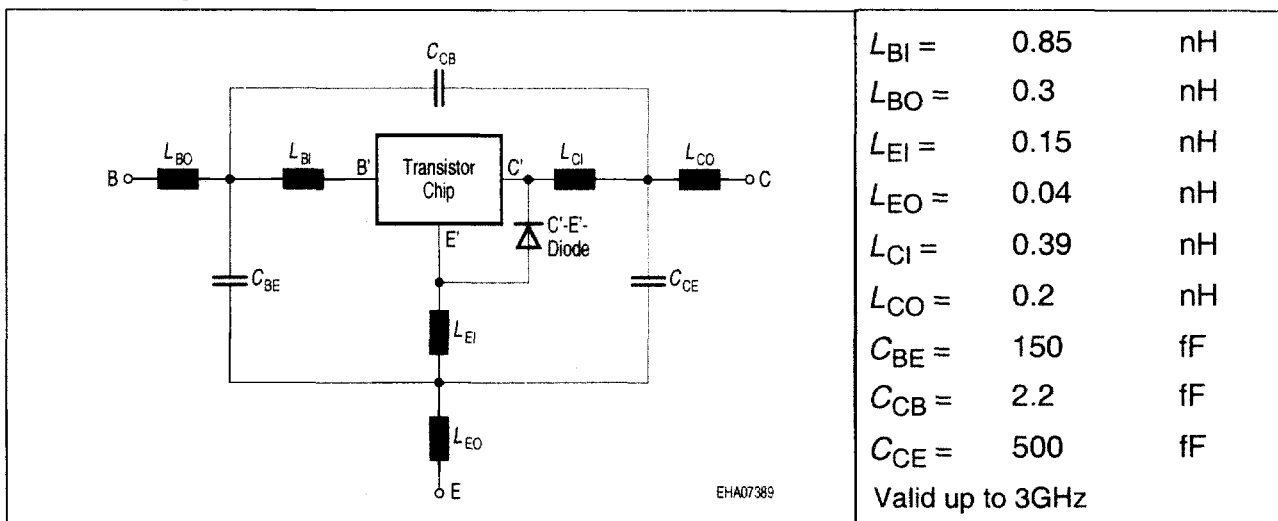 C_CB
L_BO
L_BI
B'
Transistor
Chip
C'
L_CI
L_CO
B
C
E'
C'-E'-
Diode
C_BE
C_CE
L_EI
L_EO
E
EHA07389
L_BI = 0.85 nH
L_BO = 0.3 nH
L_EI = 0.15 nH
L_EO = 0.04 nH
L_CI = 0.39 nH
L_CO = 0.2 nH
C_BE = 150 fF
C_CB = 2.2 fF
C_CE = 500 fF
Valid up to 3GHz